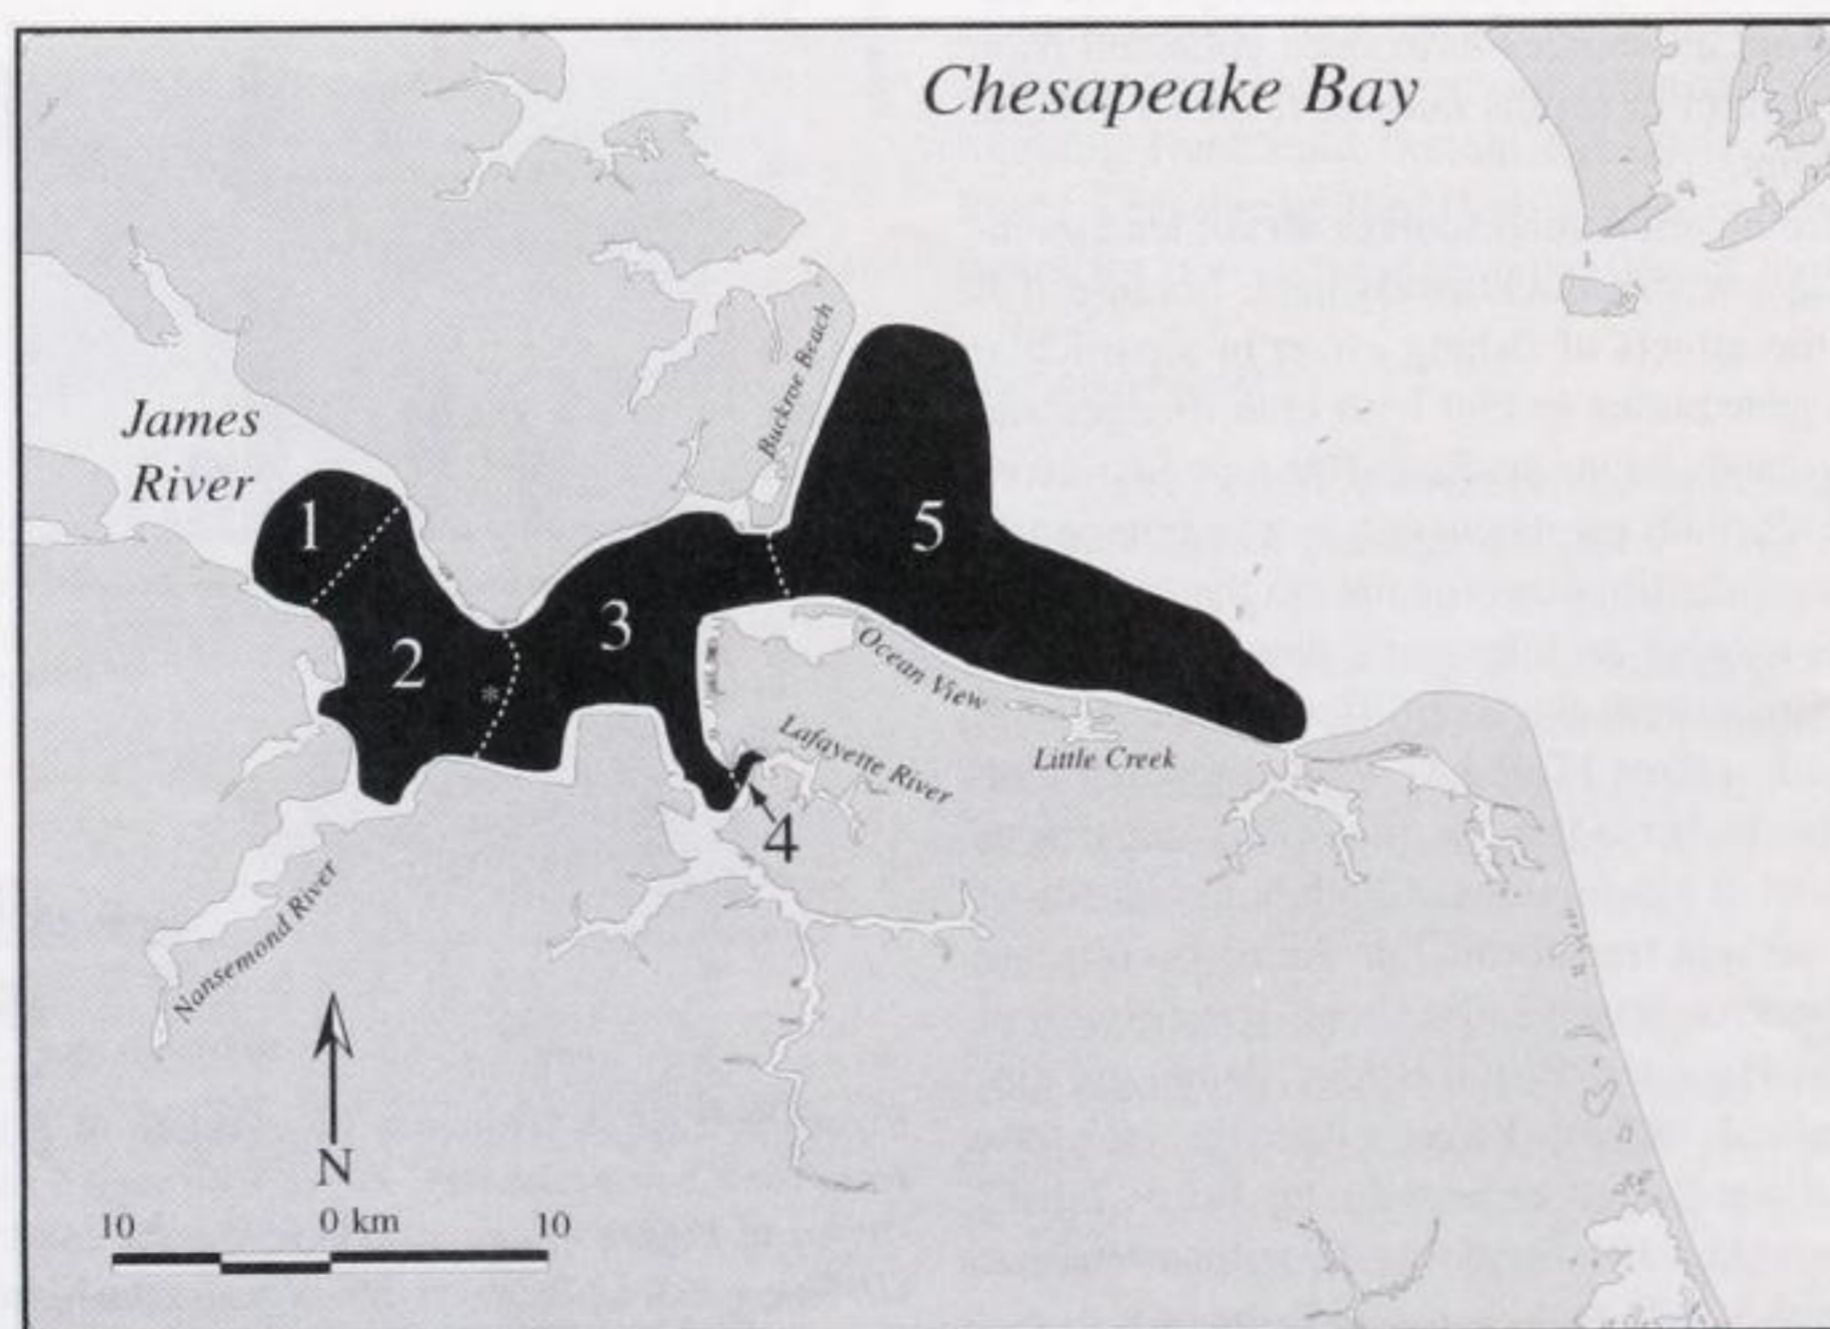 Chesapeake Bay
Buckroe Beach
James
River
1
5
2
3
*
Ocean View
Lafayette River
Little Creek
4
Nansemond River
N
10 0 km 10